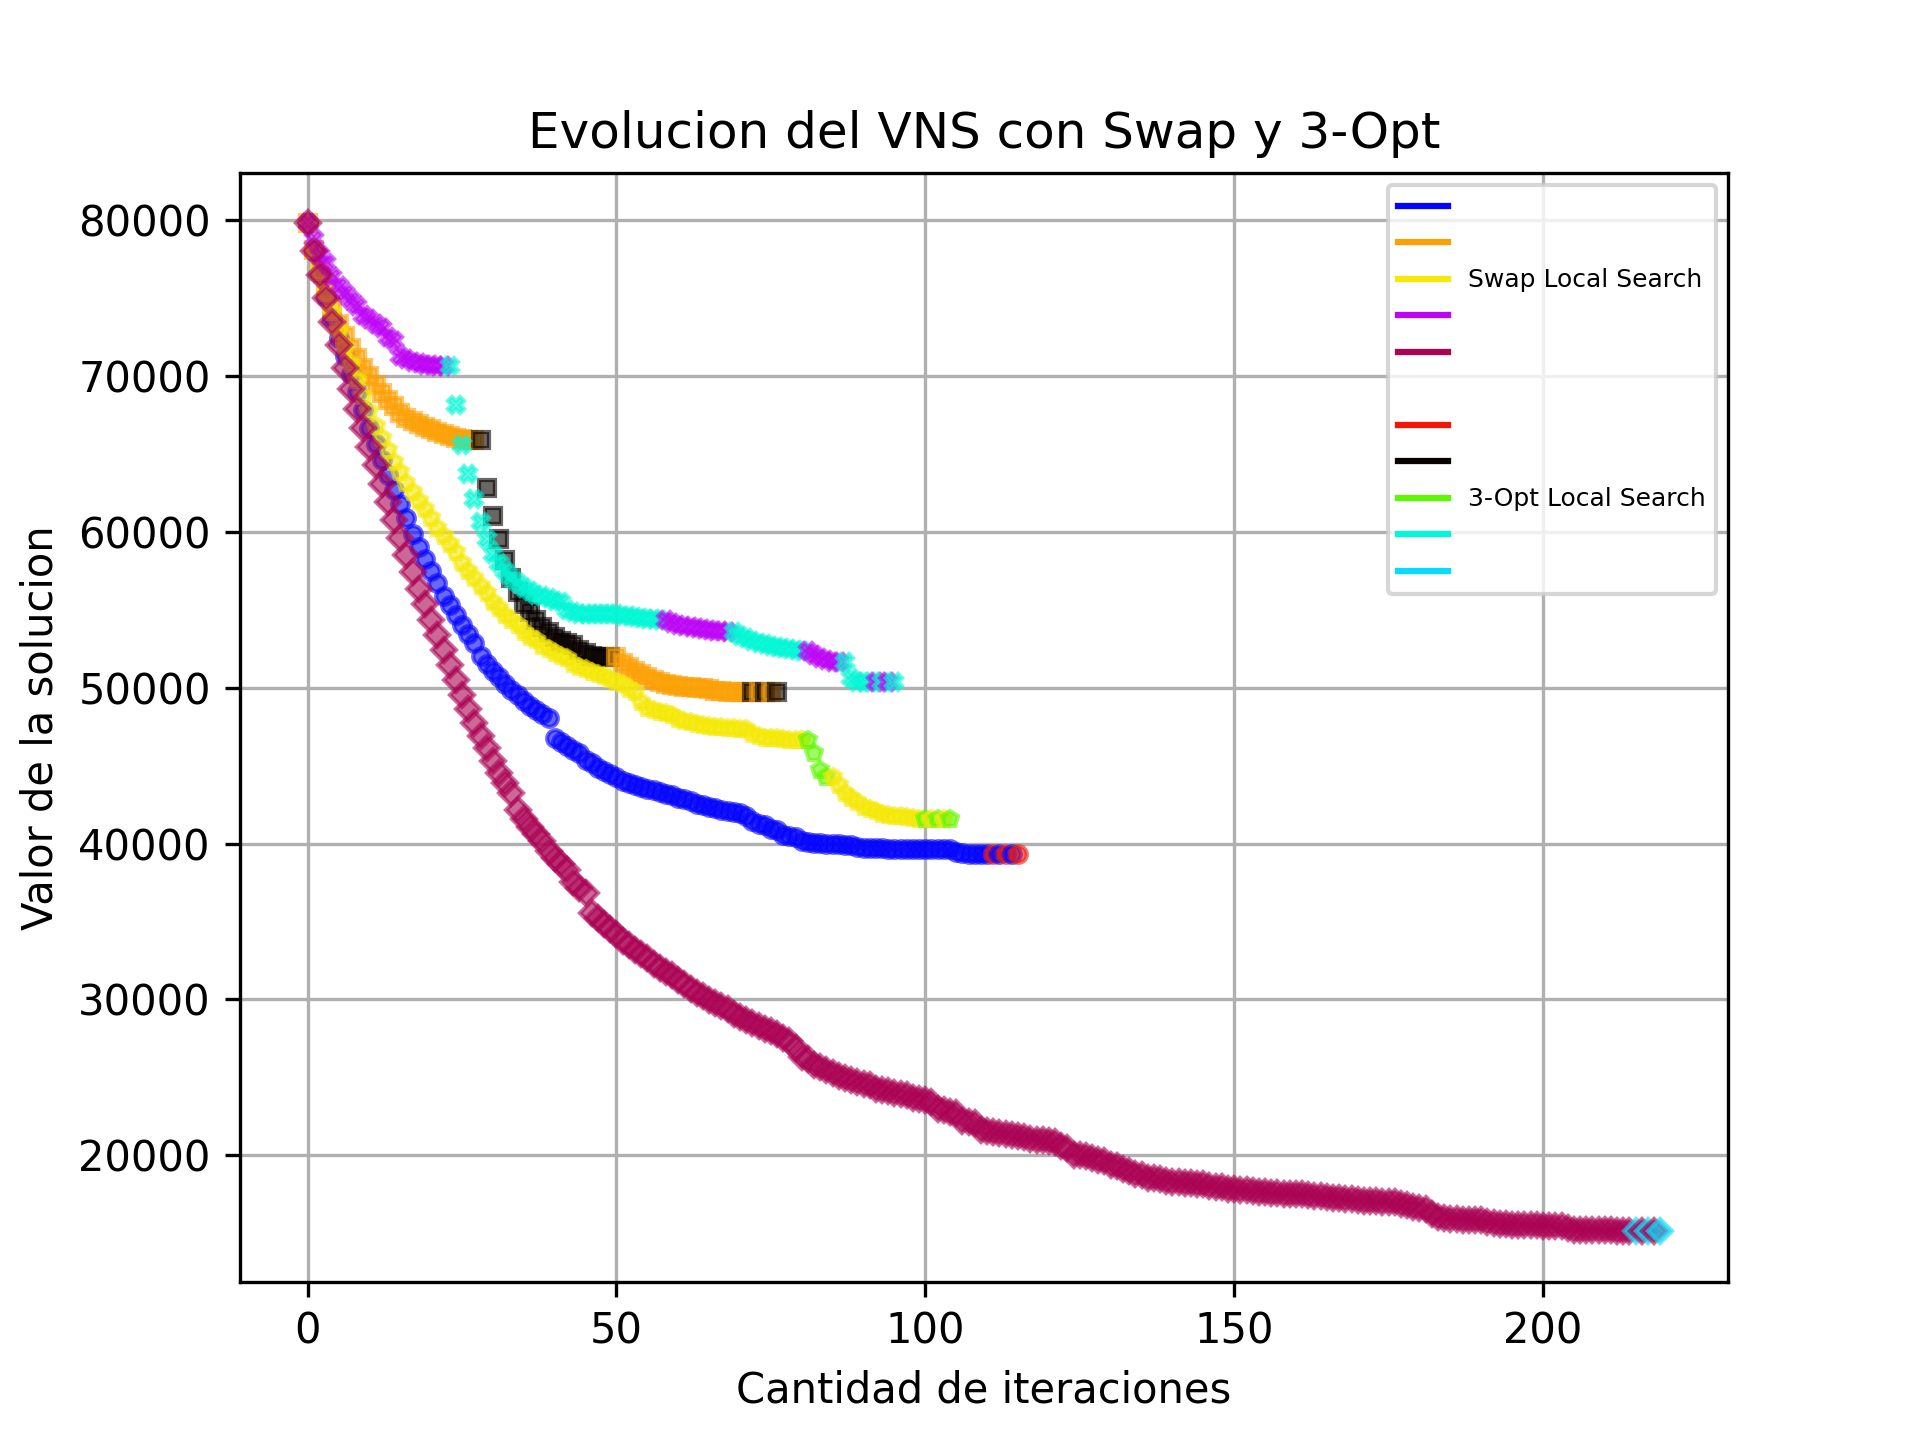 Evolucion del VNS con Swap y 3-Opt
Valor de la solucion
80000
70000
60000
50000
40000
30000
20000
Swap Local Search
3-Opt Local Search
0 50 100 150 200
Cantidad de iteraciones